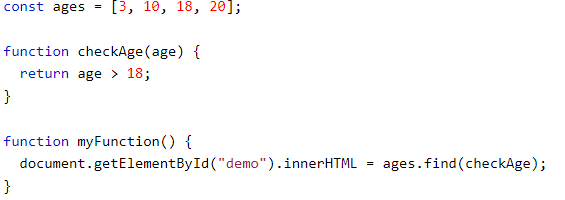 const ages = [3, 10, 18, 20];
function checkAge(age) {
  return age > 18;
}
function myFunction() {
  document.getElementById("demo").innerHTML = ages.find(checkAge);
}